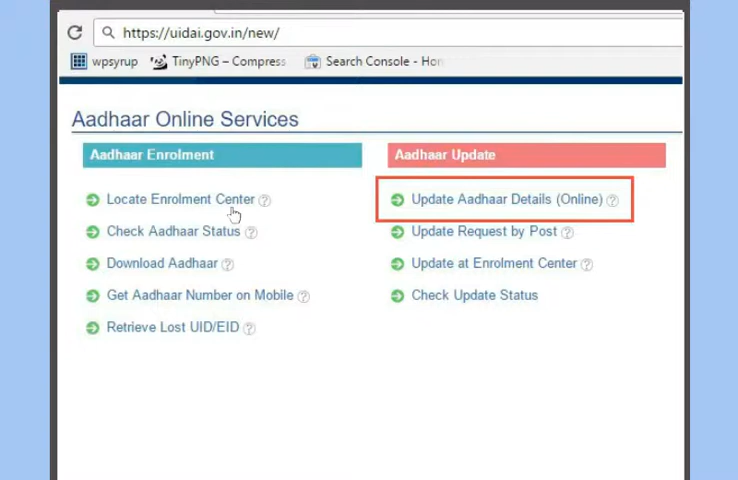 https://uidai.gov.in/new/
wpsyrup TinyPNG – Compress Search Console - Hon
Aadhaar Online Services
Aadhaar Enrolment
Locate Enrolment Center ?
Check Aadhaar Status ?
Download Aadhaar ?
Get Aadhaar Number on Mobile ?
Retrieve Lost UID/EID ?
Aadhaar Update
Update Aadhaar Details (Online) ?
Update Request by Post ?
Update at Enrolment Center ?
Check Update Status